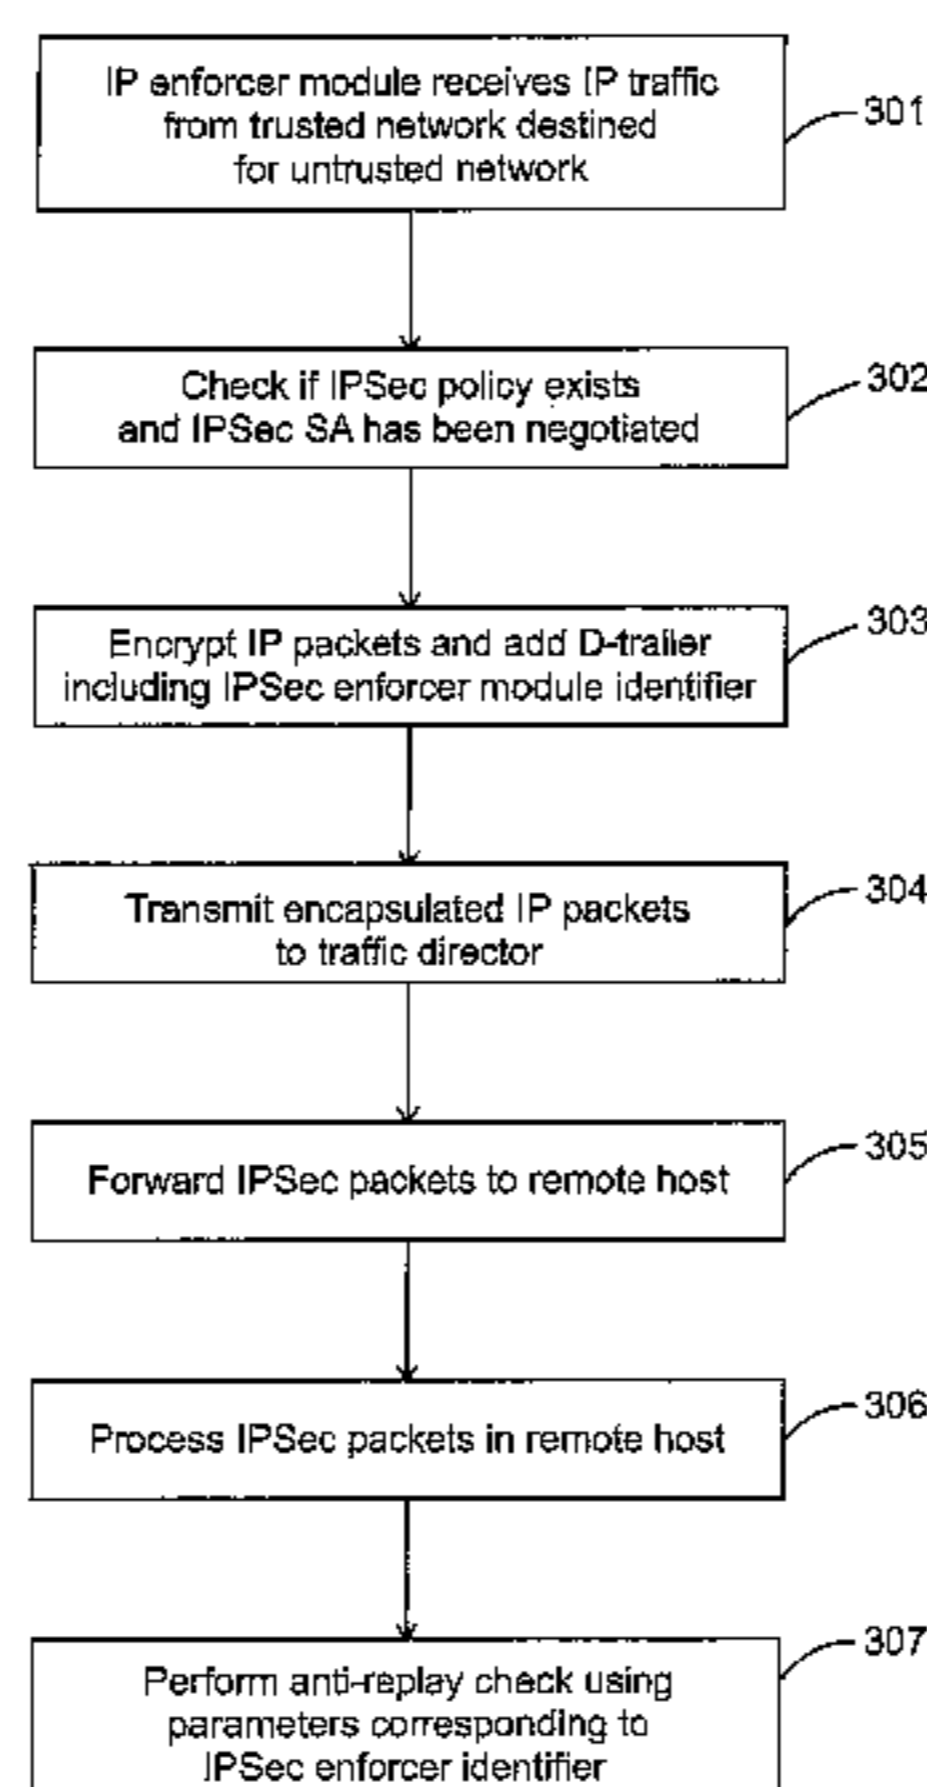 IP enforcer module receives IP traffic
from trusted network destined
for untrusted network
301
Check if IPSec policy exists
and IPSec SA has been negotiated
302
Encrypt IP packets and add D-trailer
including IPSec enforcer module identifier
303
Transmit encapsulated IP packets
to traffic director
304
Forward IPSec packets to remote host
305
Process IPSec packets in remote host
306
Perform anti-replay check using
parameters corresponding to
IPSec enforcer identifier
307